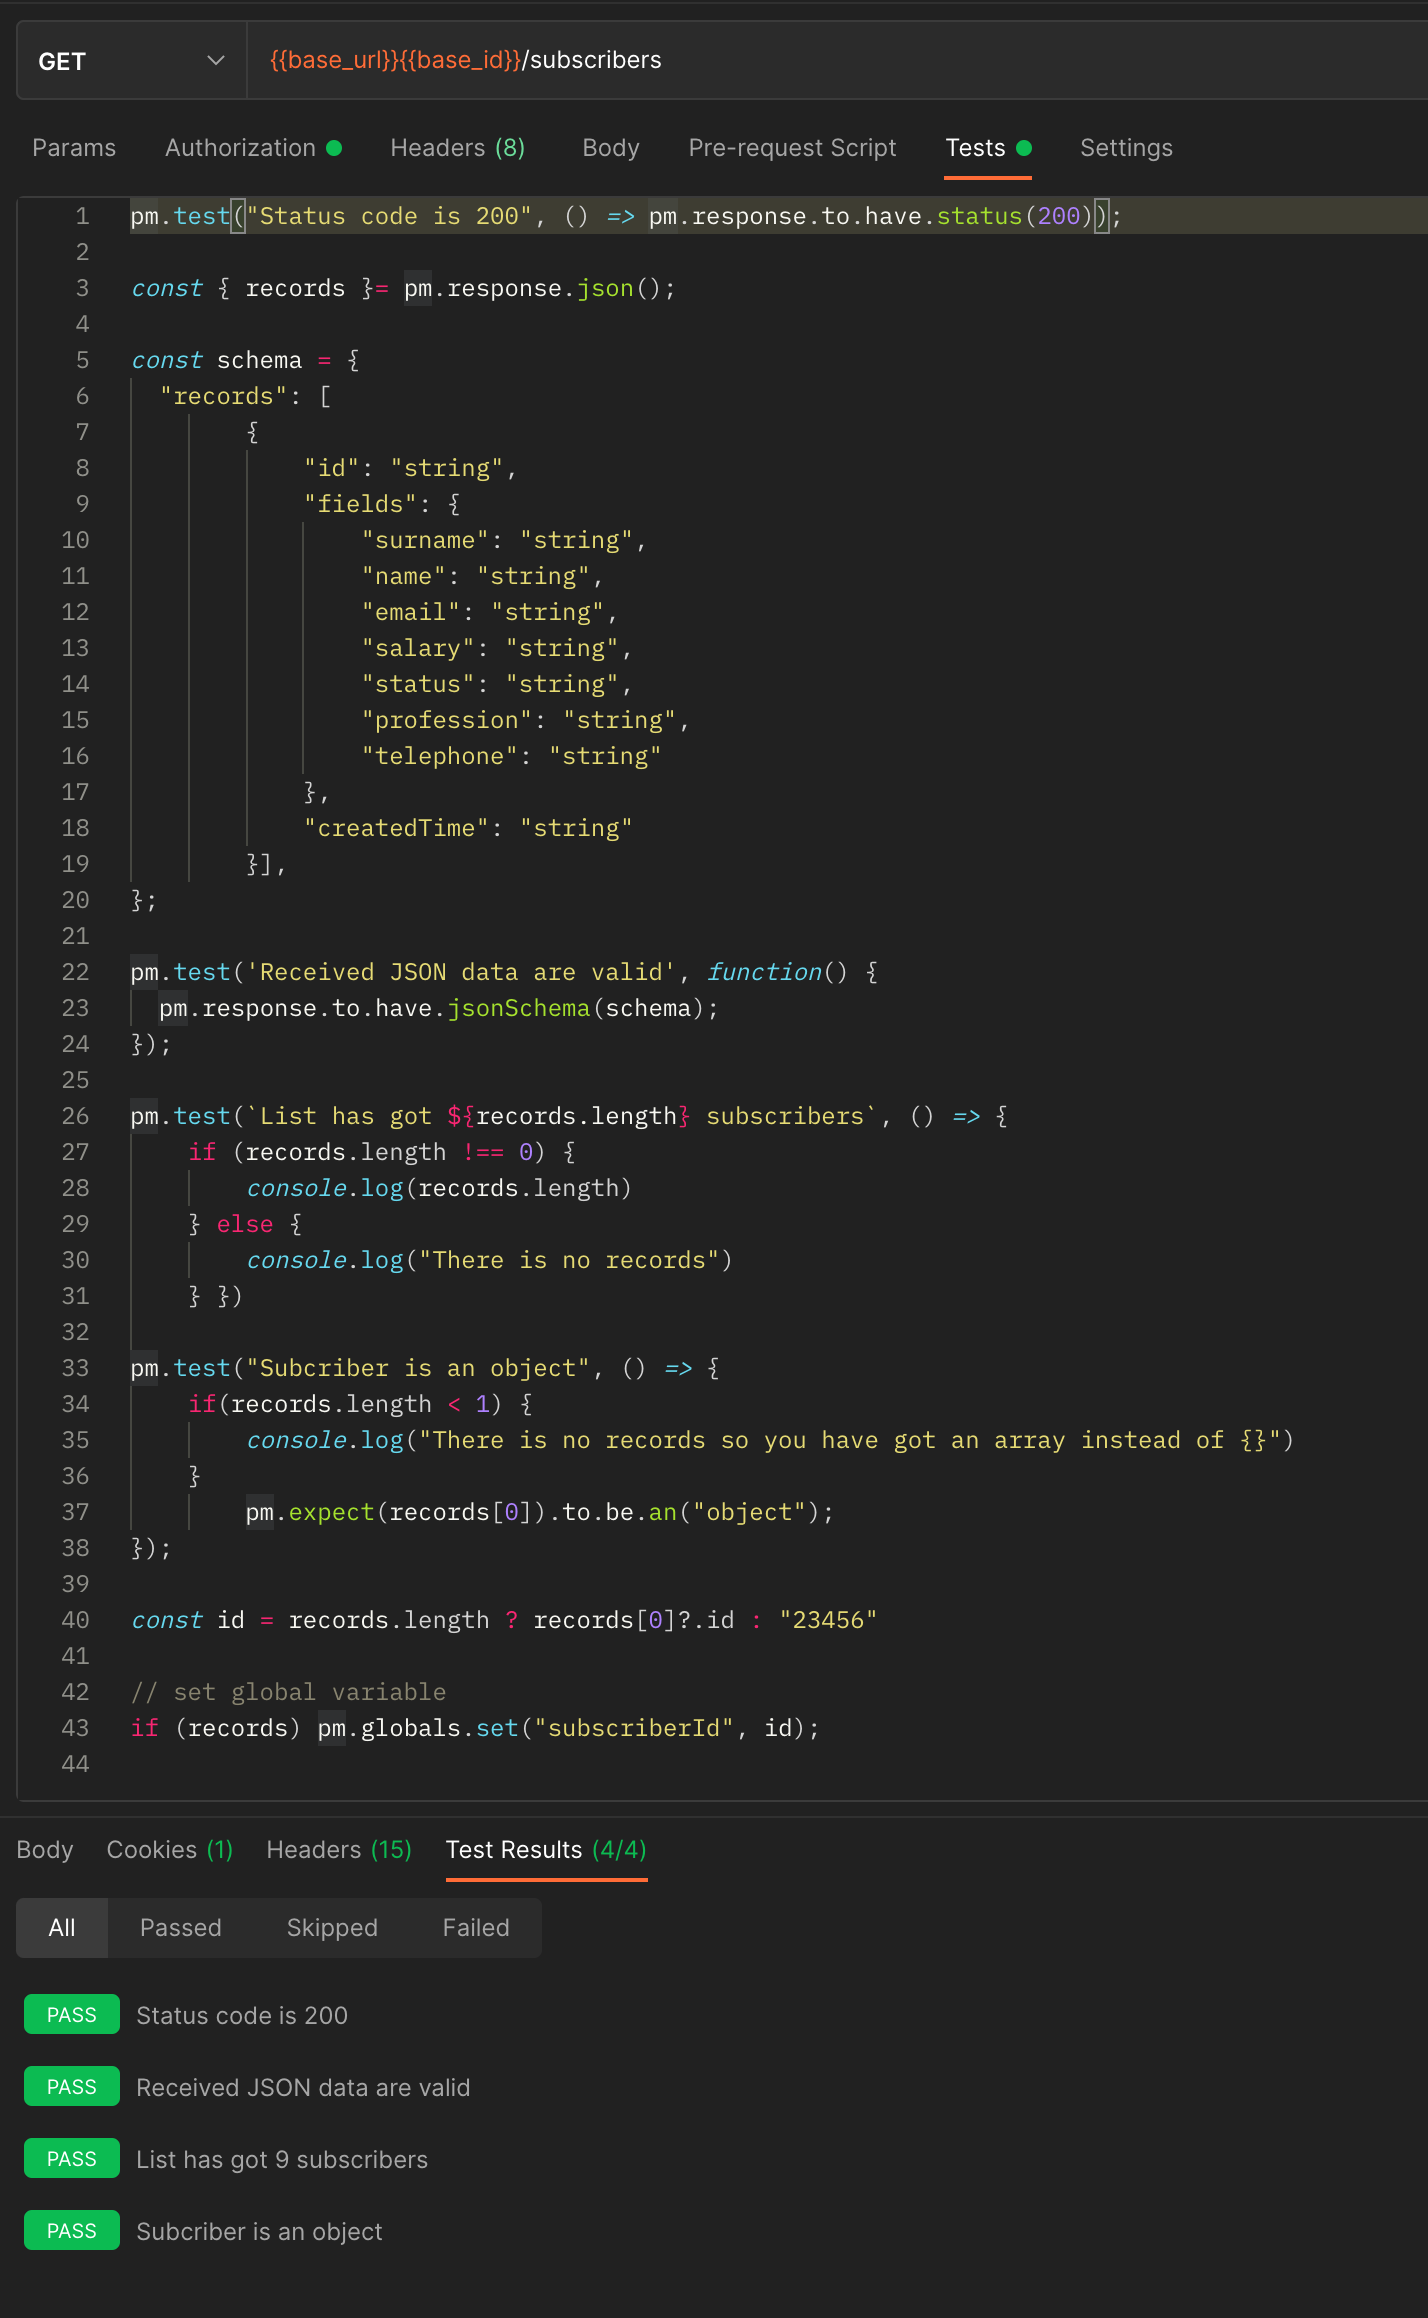 GET {{base_url}}{{base_id}}/subscribers
Params Authorization Headers (8) Body Pre-request Script Tests Settings
1 pm.test("Status code is 200", () => pm.response.to.have.status(200));
2
3 const { records }= pm.response.json();
4
5 const schema = {
6 "records": [
7 {
8 "id": "string",
9 "fields": {
10 "surname": "string",
11 "name": "string",
12 "email": "string",
13 "salary": "string",
14 "status": "string",
15 "profession": "string",
16 "telephone": "string"
17 },
18 "createdTime": "string"
19 }],
20 };
21
22 pm.test('Received JSON data are valid', function() {
23 pm.response.to.have.jsonSchema(schema);
24 });
25
26 pm.test(`List has got ${records.length} subscribers`, () => {
27 if (records.length !== 0) {
28 console.log(records.length)
29 } else {
30 console.log("There is no records")
31 } })
32
33 pm.test("Subcriber is an object", () => {
34 if(records.length < 1) {
35 console.log("There is no records so you have got an array instead of {}")
36 }
37 pm.expect(records[0]).to.be.an("object");
38 });
39
40 const id = records.length ? records[0]?.id : "23456"
41
42 // set global variable
43 if (records) pm.globals.set("subscriberId", id);
44
Body Cookies (1) Headers (15) Test Results (4/4)
All Passed Skipped Failed
PASS Status code is 200
PASS Received JSON data are valid
PASS List has got 9 subscribers
PASS Subcriber is an object